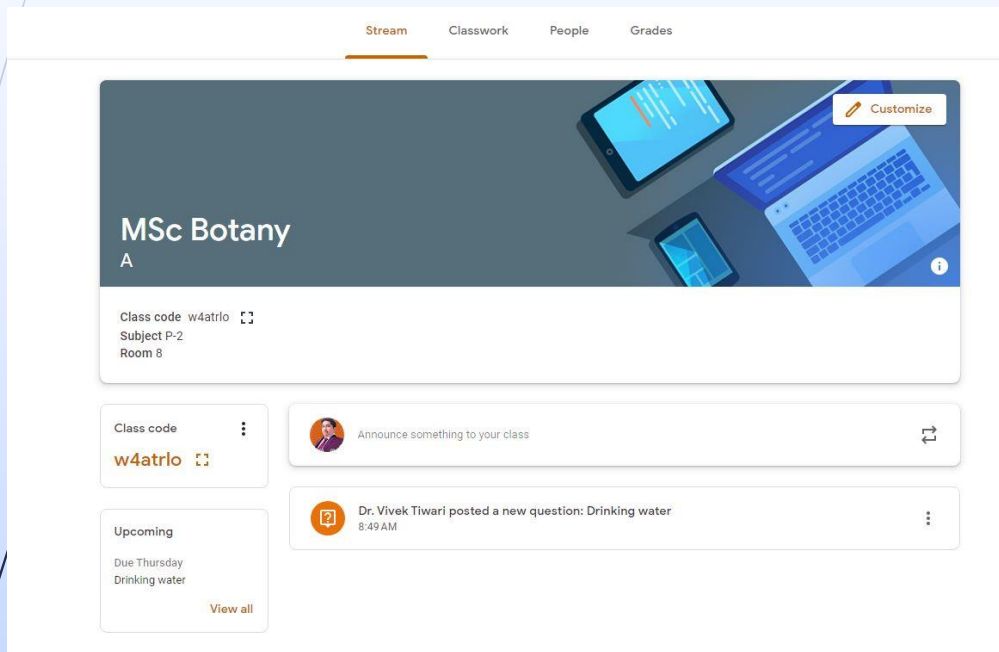 Stream Classwork People Grades
Customize
MSc Botany
A
Class code w4atrlo
Subject P-2
Room 8
Class code
w4atrlo
Announce something to your class
Upcoming
Due Thursday
Drinking water
View all
Dr. Vivek Tiwari posted a new question: Drinking water
8:49 AM